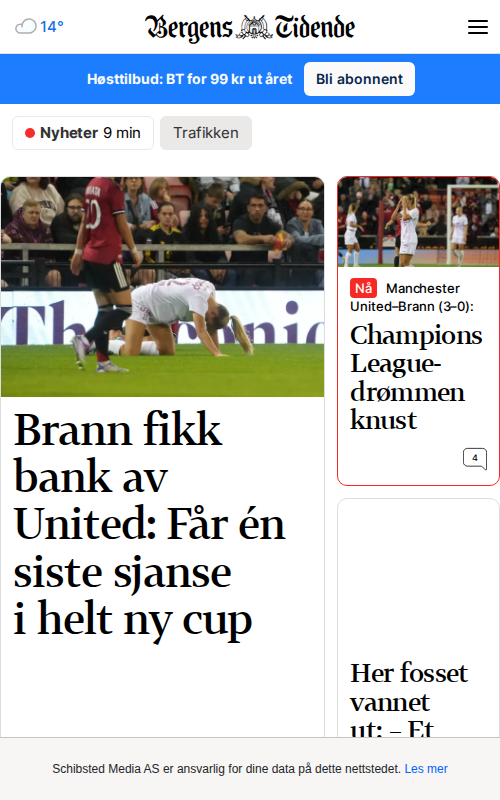 14°
Bergens Tidende
Høsttilbud: BT for 99 kr ut året
Bli abonnent
Nyheter 9 min
Trafikken
Brann fikk
bank av
United: Får én
siste sjanse
i helt ny cup
Nå Manchester
United–Brann (3–0):
Champions
League-
drømmen
knust
4
Her fosset
vannet
ut: – Et
Schibsted Media AS er ansvarlig for dine data på dette nettstedet. Les mer